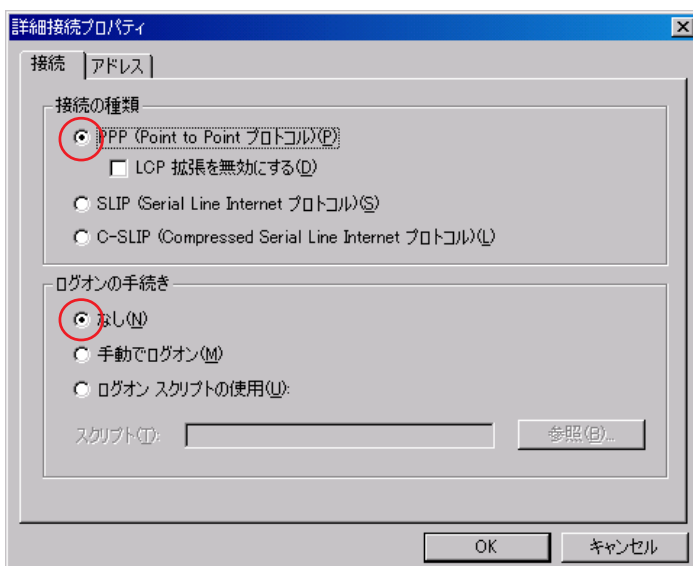 詳細接続プロパティ
接続 アドレス
接続の種類
PPP (Point to Point プロトコル)(P)
LCP 拡張を無効にする(D)
SLIP (Serial Line Internet プロトコル)(S)
C-SLIP (Compressed Serial Line Internet プロトコル)(L)
ログオンの手続き
なし(N)
手動でログオン(M)
ログオン スクリプトの使用(U):
スクリプト(T): 参照(B)...
OK キャンセル